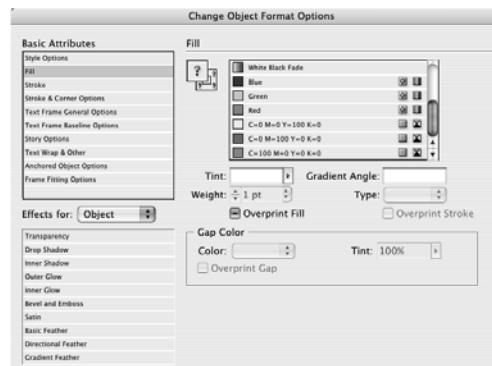 Change Object Format Options
Basic Attributes
Style Options
Fill
Stroke
Stroke & Corner Options
Text Frame General Options
Text Frame Baseline Options
Story Options
Text Wrap & Other
Anchored Object Options
Frame Fitting Options
Effects for: Object
Transparency
Drop Shadow
Inner Shadow
Outer Glow
Inner Glow
Bevel and Emboss
Satin
Basic Feather
Directional Feather
Gradient Feather
Fill
? ? ?
White Black Fade
Blue
Green
Red
C=0 M=0 Y=100 K=0
C=0 M=100 Y=0 K=0
C=100 M=0 Y=0 K=0
Tint: Gradient Angle:
Weight: 1 pt Type:
Overprint Fill Overprint Stroke
Gap Color
Color: Tint: 100%
Overprint Gap